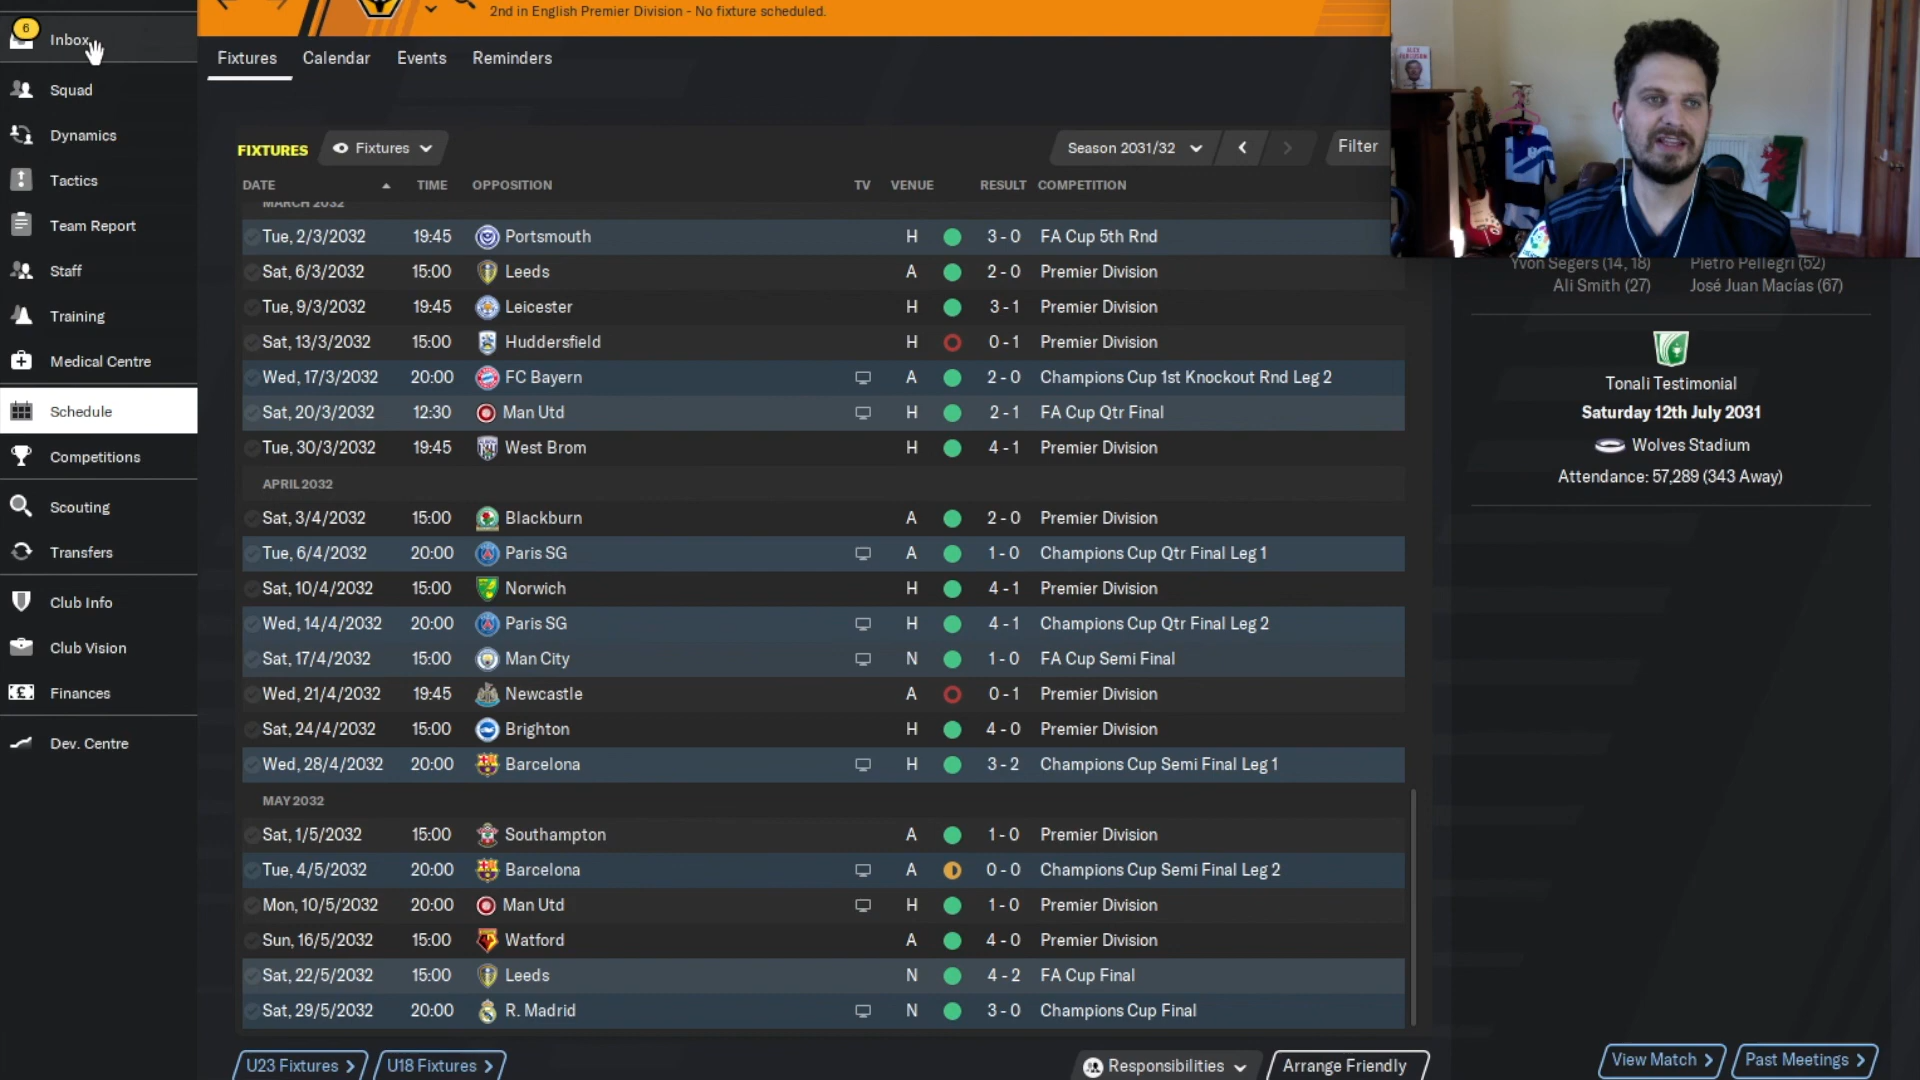 2nd in English Premier Division - No fixture scheduled.
6
Inbox
Squad
Dynamics
Tactics
Team Report
Staff
Training
Medical Centre
Schedule
Competitions
Scouting
Transfers
Club Info
Club Vision
Finances
Dev. Centre
Fixtures Calendar Events Reminders
FIXTURES Fixtures Season 2031/32 Filter
DATE TIME OPPOSITION TV VENUE RESULT COMPETITION
MARCH 2032
Tue, 2/3/2032 19:45 Portsmouth H 3 - 0 FA Cup 5th Rnd
Sat, 6/3/2032 15:00 Leeds A 2 - 0 Premier Division
Tue, 9/3/2032 19:45 Leicester H 3 - 1 Premier Division
Sat, 13/3/2032 15:00 Huddersfield H 0 - 1 Premier Division
Wed, 17/3/2032 20:00 FC Bayern A 2 - 0 Champions Cup 1st Knockout Rnd Leg 2
Sat, 20/3/2032 12:30 Man Utd H 2 - 1 FA Cup Qtr Final
Tue, 30/3/2032 19:45 West Brom H 4 - 1 Premier Division
APRIL 2032
Sat, 3/4/2032 15:00 Blackburn A 2 - 0 Premier Division
Tue, 6/4/2032 20:00 Paris SG A 1 - 0 Champions Cup Qtr Final Leg 1
Sat, 10/4/2032 15:00 Norwich H 4 - 1 Premier Division
Wed, 14/4/2032 20:00 Paris SG H 4 - 1 Champions Cup Qtr Final Leg 2
Sat, 17/4/2032 15:00 Man City N 1 - 0 FA Cup Semi Final
Wed, 21/4/2032 19:45 Newcastle A 0 - 1 Premier Division
Sat, 24/4/2032 15:00 Brighton H 4 - 0 Premier Division
Wed, 28/4/2032 20:00 Barcelona H 3 - 2 Champions Cup Semi Final Leg 1
MAY 2032
Sat, 1/5/2032 15:00 Southampton A 1 - 0 Premier Division
Tue, 4/5/2032 20:00 Barcelona A 0 - 0 Champions Cup Semi Final Leg 2
Mon, 10/5/2032 20:00 Man Utd H 1 - 0 Premier Division
Sun, 16/5/2032 15:00 Watford A 4 - 0 Premier Division
Sat, 22/5/2032 15:00 Leeds N 4 - 2 FA Cup Final
Sat, 29/5/2032 20:00 R. Madrid N 3 - 0 Champions Cup Final
U23 Fixtures U18 Fixtures Responsibilities Arrange Friendly
Yvon Segers (14, 18) Pietro Pellegri (52)
Ali Smith (27) José Juan Macías (67)
Tonali Testimonial
Saturday 12th July 2031
Wolves Stadium
Attendance: 57,289 (343 Away)
View Match Past Meetings